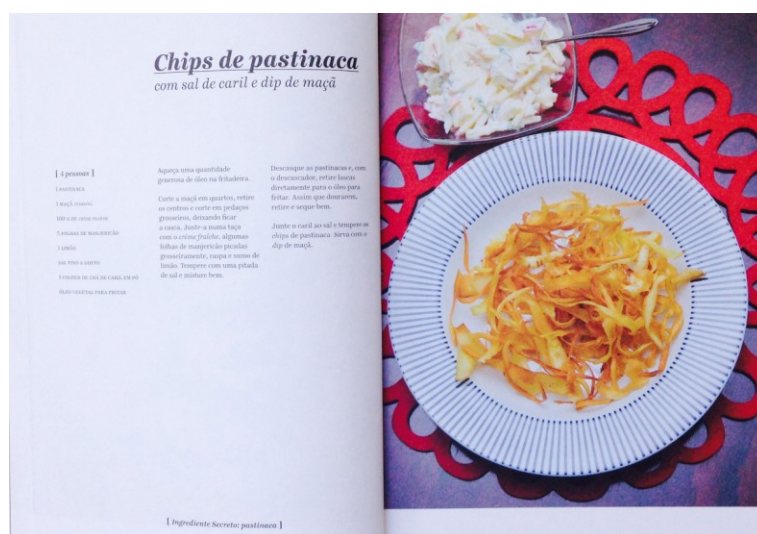 Chips de pastinaca
com sal de caril e dip de maçã
[ 4 pessoas ]
1 PASTINACA
1 MAÇÃ
100 G DE
5 FOLHAS DE MANJERICÃO
1 LIMÃO
SAL FINO A GOSTO
DE CHÁ DE CARIL EM PÓ
ÓLEO VEGETAL PARA FRITAR
Aqueça uma quantidade
generosa de óleo na fritadeira.
Corte a maçã em quartos, retire
os centros e corte em pedaços
grosseiros, deixando ficar
a casca. Junte-a numa taça
com o crème fraîche, algumas
folhas de manjericão picadas
grosseiramente, raspa e sumo de
limão. Tempere com uma pitada
de sal e misture bem.
Descasque as pastinacas e, com
o descascador, retire lascas
diretamente para o óleo para
fritar. Assim que dourarem,
retire e seque bem.
Junte o caril ao sal e tempere os
chips de pastinaca. Sirva com o
dip de maçã.
[ Ingrediente Secreto: pastinaca ]